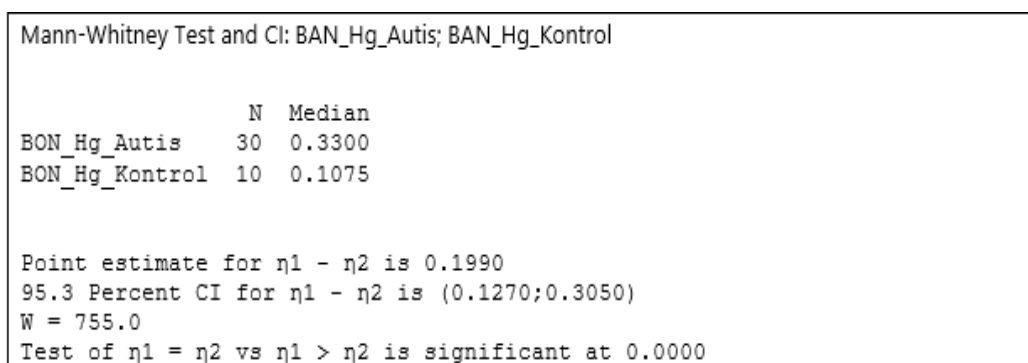 Mann-Whitney Test and CI: BAN_Hg_Autis; BAN_Hg_Kontrol
N Median
BON_Hg_Autis 30 0.3300
BON_Hg_Kontrol 10 0.1075
Point estimate for η1 - η2 is 0.1990
95.3 Percent CI for η1 - η2 is (0.1270;0.3050)
W = 755.0
Test of η1 = η2 vs η1 > η2 is significant at 0.0000